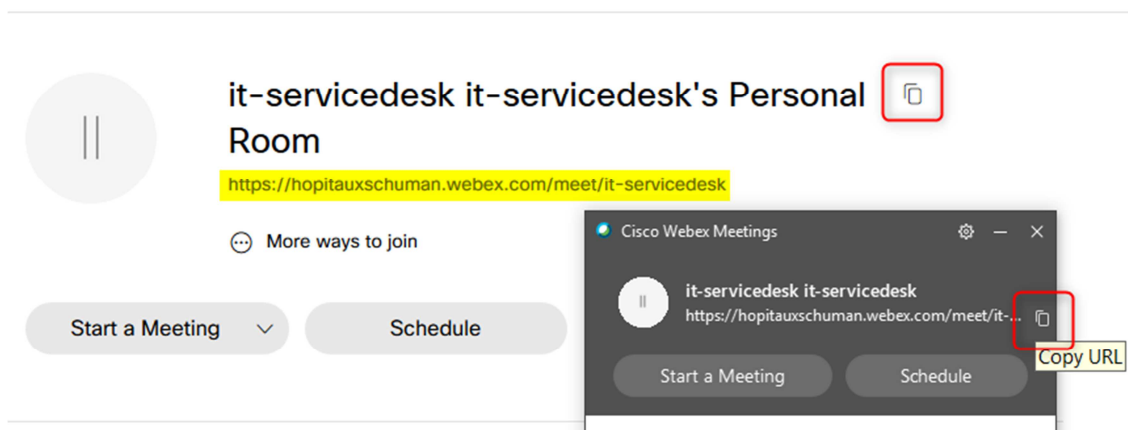 it-servicedesk it-servicedesk's Personal
Room
https://hopitauxschuman.webex.com/meet/it-servicedesk
More ways to join
Start a Meeting
Schedule
Cisco Webex Meetings
it-servicedesk it-servicedesk
https://hopitauxschuman.webex.com/meet/it-...
Copy URL
Start a Meeting
Schedule